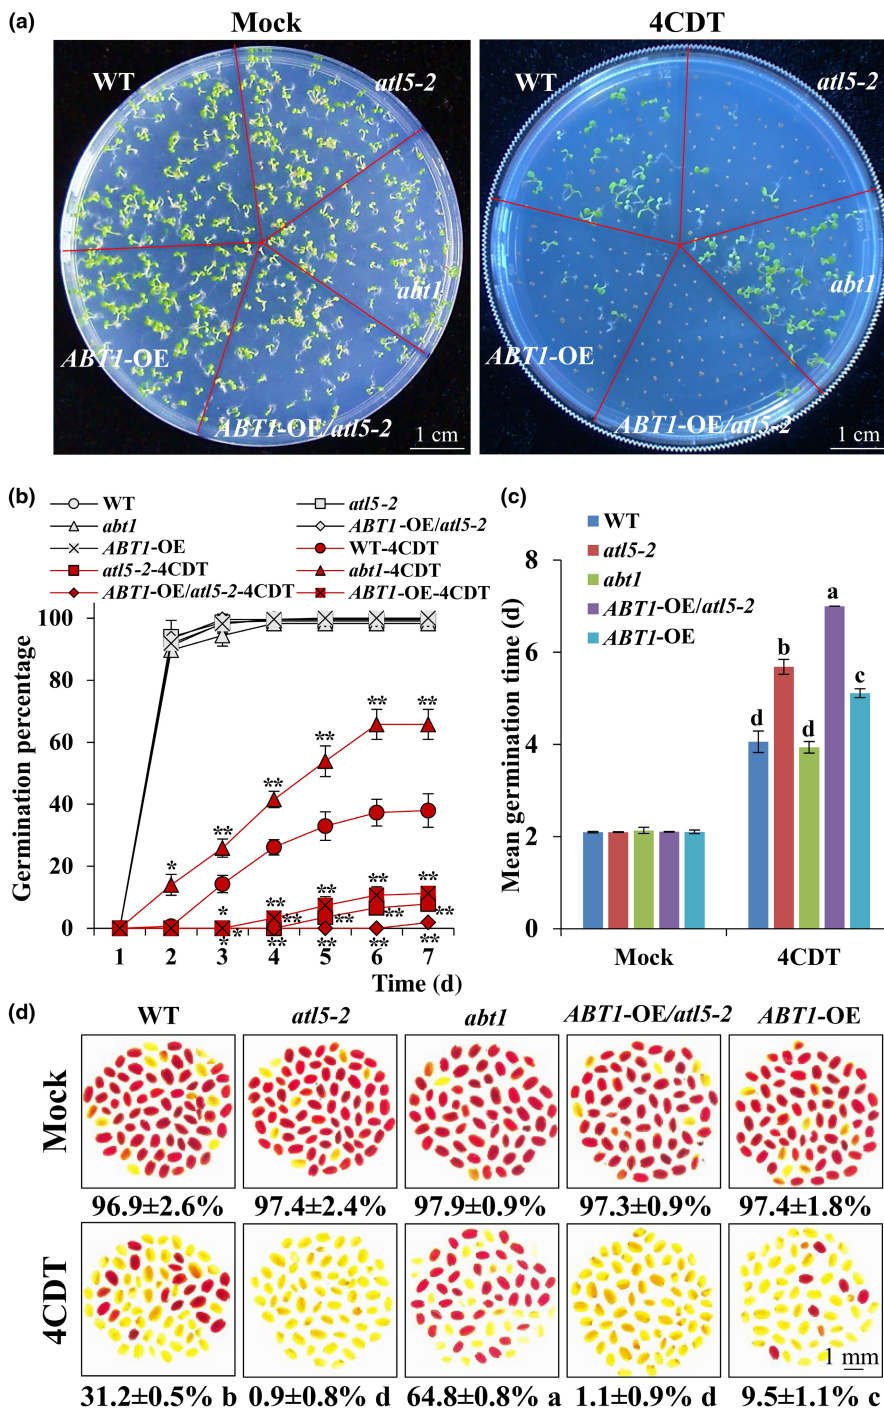 (a) Mock 4CDT
WT atl5-2 WT atl5-2
abt1 abt1
ABT1-OE ABT1-OE
ABT1-OE/atl5-2 ABT1-OE/atl5-2
1 cm 1 cm
(b)
WT atl5-2
abt1 ABT1-OE/atl5-2
ABT1-OE WT-4CDT
atl5-2-4CDT abt1-4CDT
ABT1-OE/atl5-2-4CDT ABT1-OE-4CDT
Germination percentage
100
80
60
40
20
0
* ** ** ** ** **
* ** ** ** **
* * ** ** ** **
** ** ** **
1 2 3 4 5 6 7
Time (d)
(c)
WT
atl5-2
abt1
ABT1-OE/atl5-2
ABT1-OE
Mean germination time (d)
8
6
4
2
0
d b d a c
Mock 4CDT
(d) WT atl5-2 abt1 ABT1-OE/atl5-2 ABT1-OE
Mock
96.9±2.6% 97.4±2.4% 97.9±0.9% 97.3±0.9% 97.4±1.8%
4CDT
1 mm
31.2±0.5% b 0.9±0.8% d 64.8±0.8% a 1.1±0.9% d 9.5±1.1% c